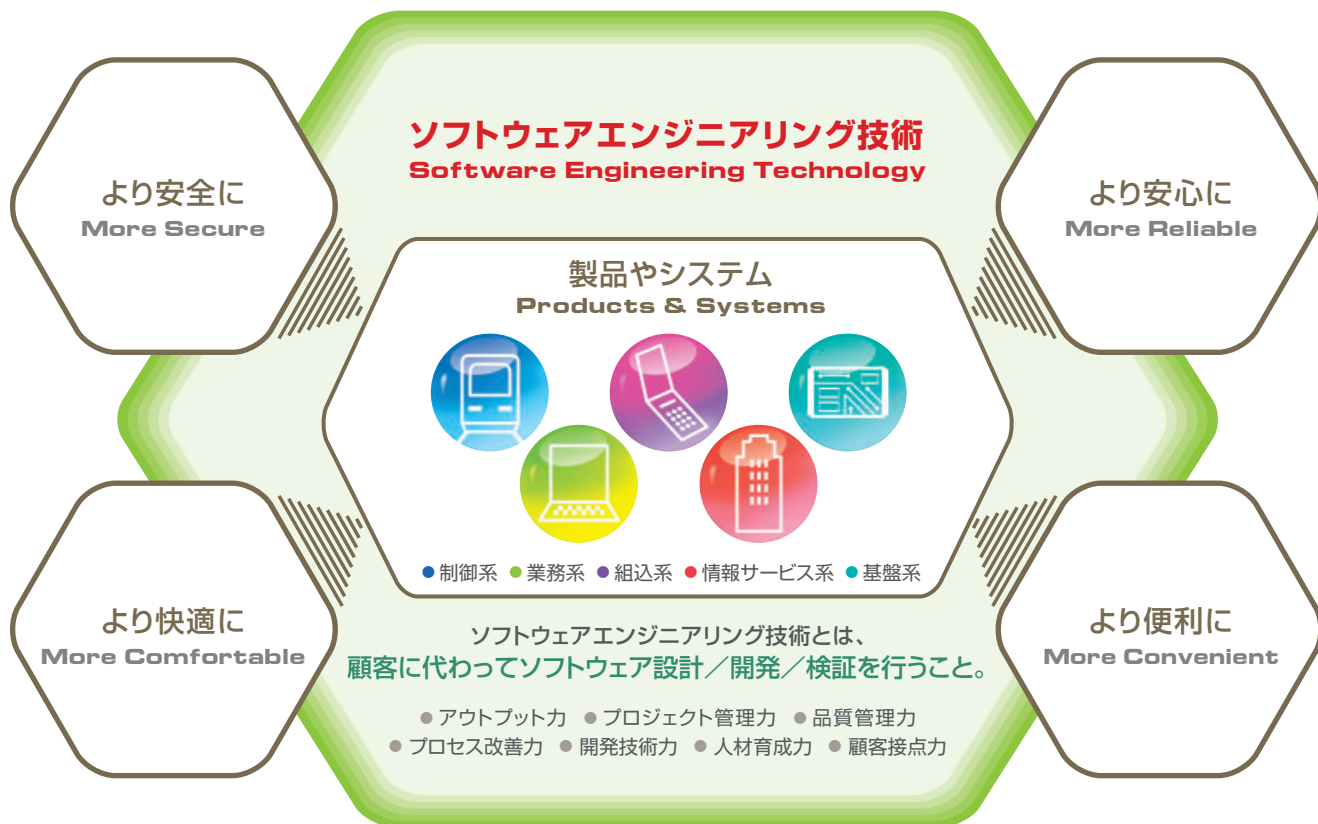 ソフトウェアエンジニアリング技術
Software Engineering Technology
より安全に
More Secure
より安心に
More Reliable
製品やシステム
Products & Systems
●制御系 ●業務系 ●組込系 ●情報サービス系 ●基盤系
より快適に
More Comfortable
より便利に
More Convenient
ソフトウェアエンジニアリング技術とは、
顧客に代わってソフトウェア設計／開発／検証を行うこと。
●アウトプット力 ●プロジェクト管理力 ●品質管理力
●プロセス改善力 ●開発技術力 ●人材育成力 ●顧客接点力